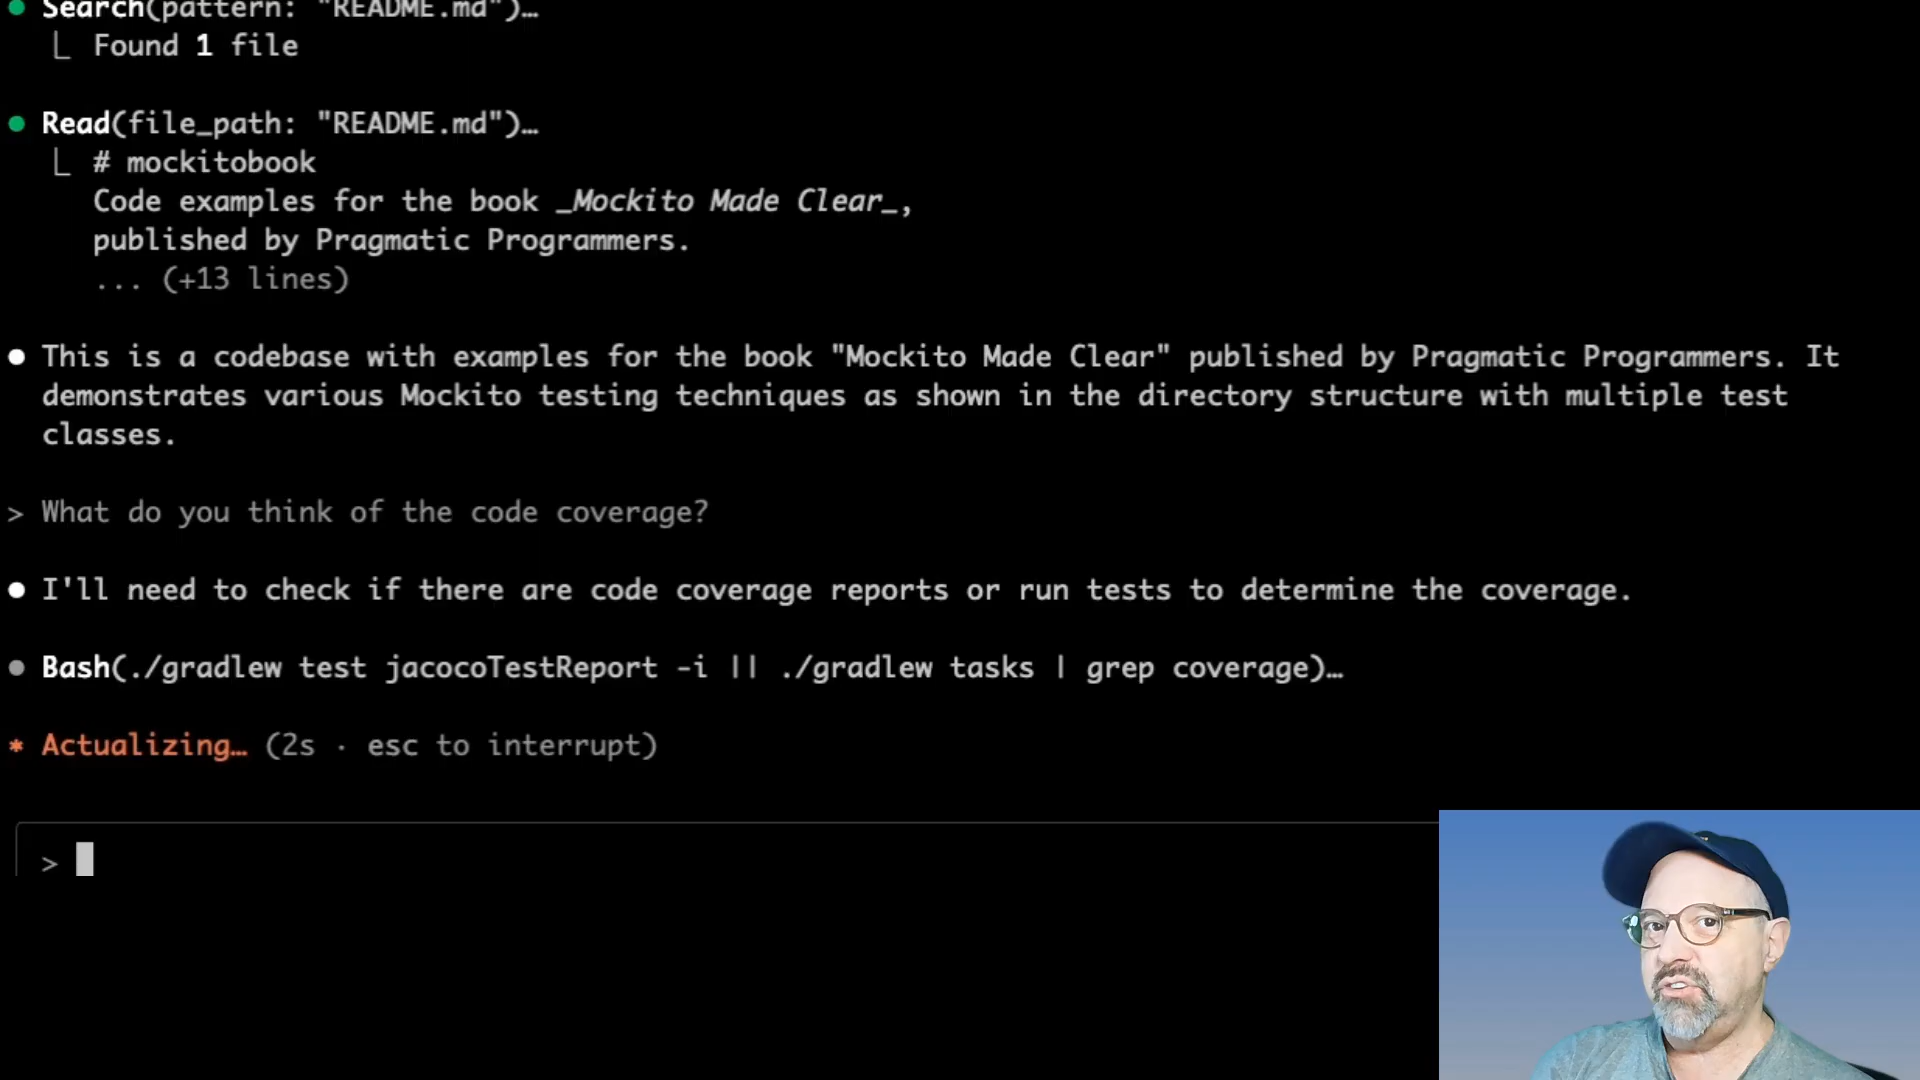 Search(pattern: "README.md")…
Found 1 file
Read(file_path: "README.md")…
# mockitobook
Code examples for the book _Mockito Made Clear_,
published by Pragmatic Programmers.
... (+13 lines)
This is a codebase with examples for the book "Mockito Made Clear" published by Pragmatic Programmers. It
demonstrates various Mockito testing techniques as shown in the directory structure with multiple test
classes.
> What do you think of the code coverage?
I'll need to check if there are code coverage reports or run tests to determine the coverage.
Bash(./gradlew test jacocoTestReport -i || ./gradlew tasks | grep coverage)…
* Actualizing… (2s · esc to interrupt)
>